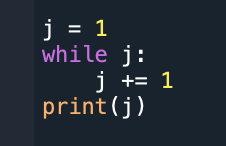 j = 1
while j:
    j += 1
print(j)